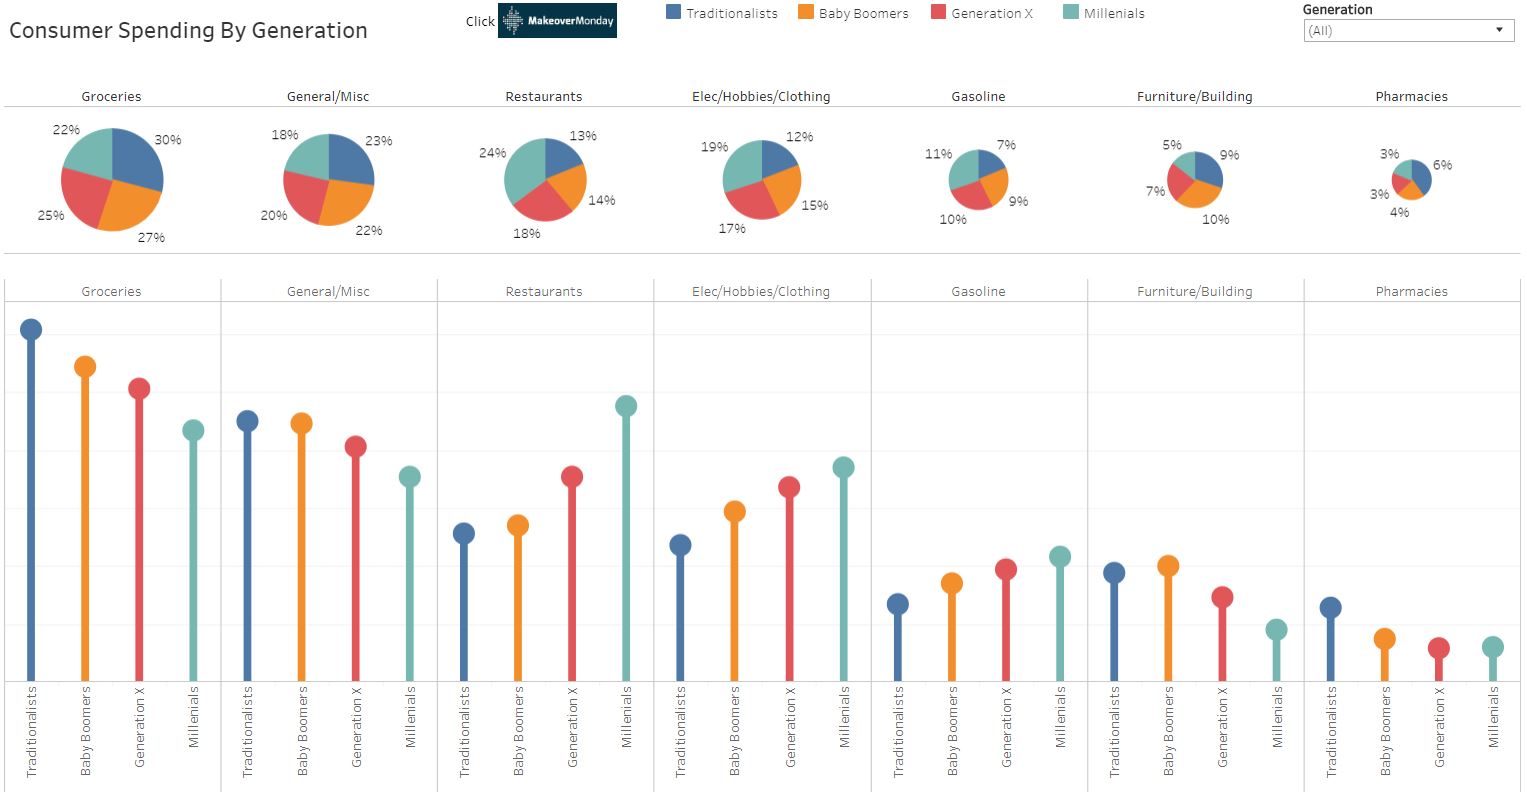 Consumer Spending By Generation
Click MakeoverMonday
Traditionalists Baby Boomers Generation X Millenials
Generation
(All)
Groceries General/Misc Restaurants Elec/Hobbies/Clothing Gasoline Furniture/Building Pharmacies
22% 30% 25% 27%
18% 23% 20% 22%
24% 13% 14% 18%
19% 12% 15% 17%
11% 7% 9% 10%
5% 9% 7% 10%
3% 6% 3% 4%
Groceries General/Misc Restaurants Elec/Hobbies/Clothing Gasoline Furniture/Building Pharmacies
Traditionalists Baby Boomers Generation X Millenials
Traditionalists Baby Boomers Generation X Millenials
Traditionalists Baby Boomers Generation X Millenials
Traditionalists Baby Boomers Generation X Millenials
Traditionalists Baby Boomers Generation X Millenials
Traditionalists Baby Boomers Generation X Millenials
Traditionalists Baby Boomers Generation X Millenials